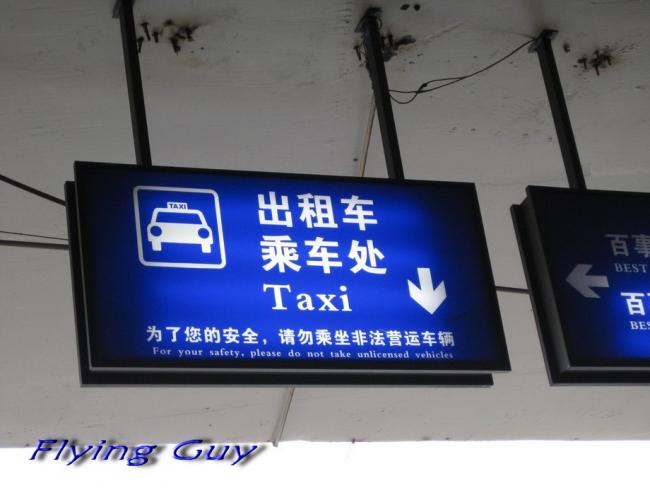 TAXI
出租车
乘车处
Taxi
为了您的安全，请勿乘坐非法营运车辆
For your safety, please do not take unlicensed vehicles
百事
BEST
百
BES
Flying Guy